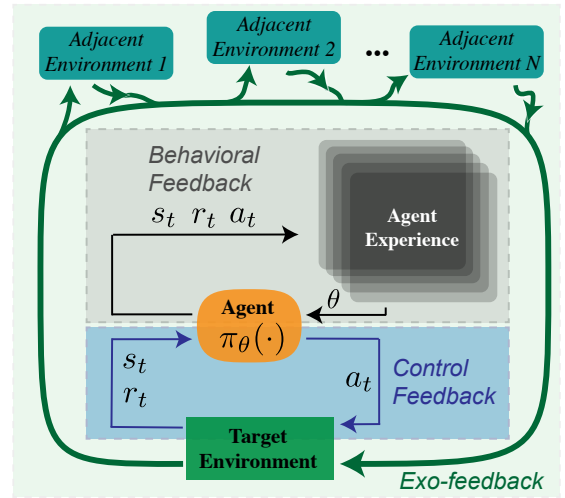 Adjacent
Environment 1
Adjacent
Environment 2
...
Adjacent
Environment N
Behavioral
Feedback
s_t r_t a_t
Agent
Experience
θ
Agent
π_θ(·)
s_t
r_t
a_t
Control
Feedback
Target
Environment
Exo-feedback